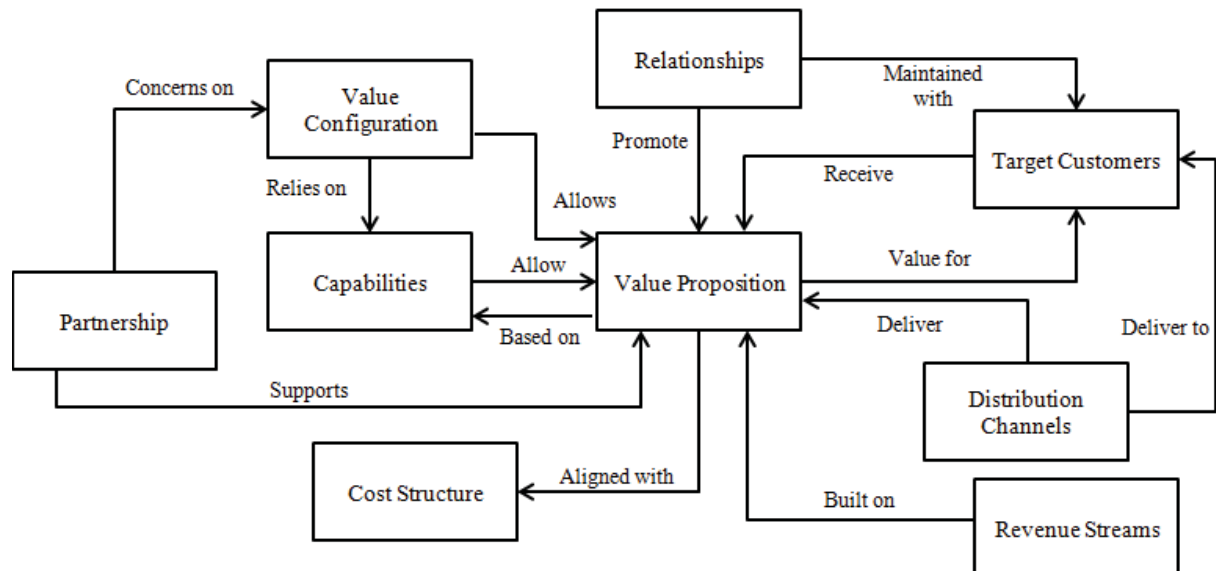 Relationships
Concerns on
Value
Configuration
Maintained
with
Promote
Target Customers
Receive
Relies on
Allows
Capabilities
Allow
Value Proposition
Value for
Partnership
Based on
Deliver
Deliver to
Supports
Distribution
Channels
Cost Structure
Aligned with
Built on
Revenue Streams